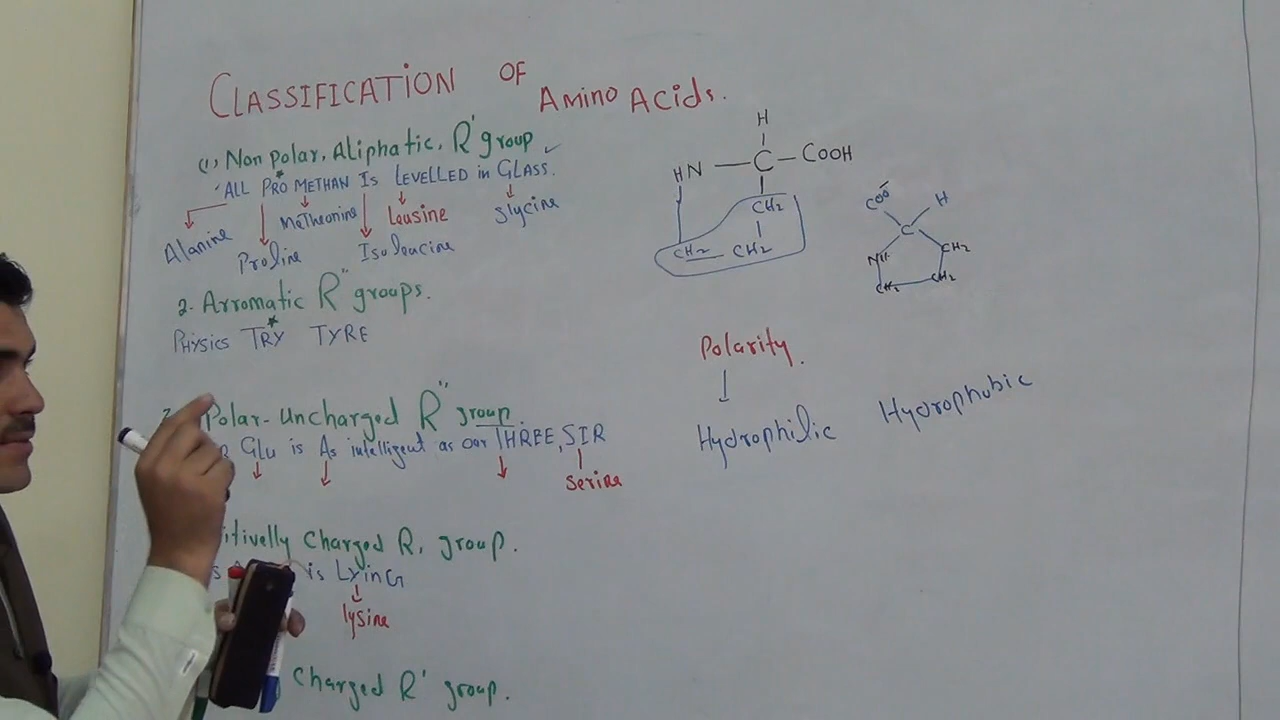 CLASSIFICATION OF Amino Acids.
(1) Non Polar, Aliphatic, R' group ✓
ALL PRO METHAN Is LEVELLED in GLASS.
Alanine Proline Metheonine Isoleucine Leusine Glycine
2. Arromatic R" groups.
PHYsics TRY TYRE
Polar-Uncharged R" group.
Glu is As intelligent as our THREE, SIR
Serine
itivelly charged R, group.
is LyinG
lysine
charged R' group.
H
HN — C — COOH
CH2
CH2 — CH2
COO- H
C
CH2
CH2 CH2
Polarity.
Hydrophilic Hydrophobic